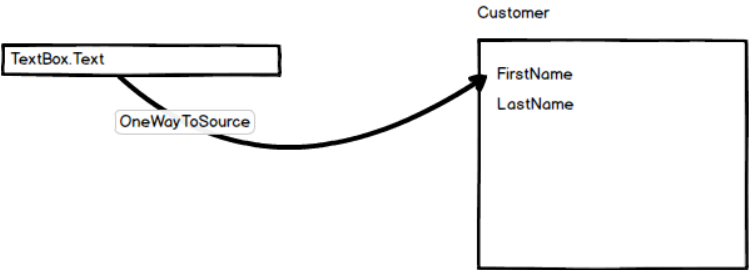 Customer
TextBox.Text
FirstName
LastName
OneWayToSource